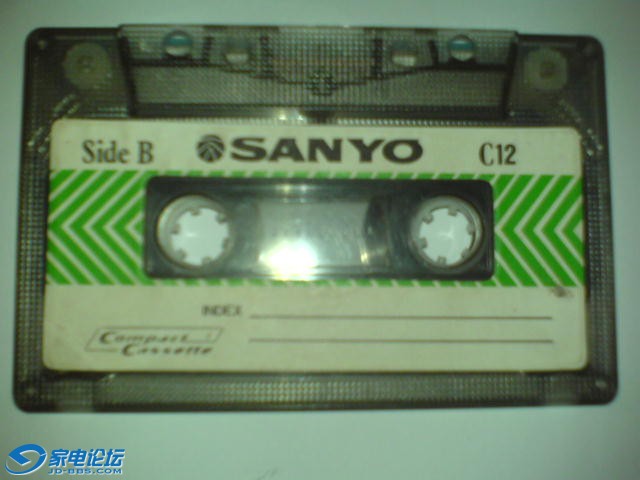 Side B SANYO C12
INDEX
Compact
Cassette
家电论坛
JD-BBS.COM